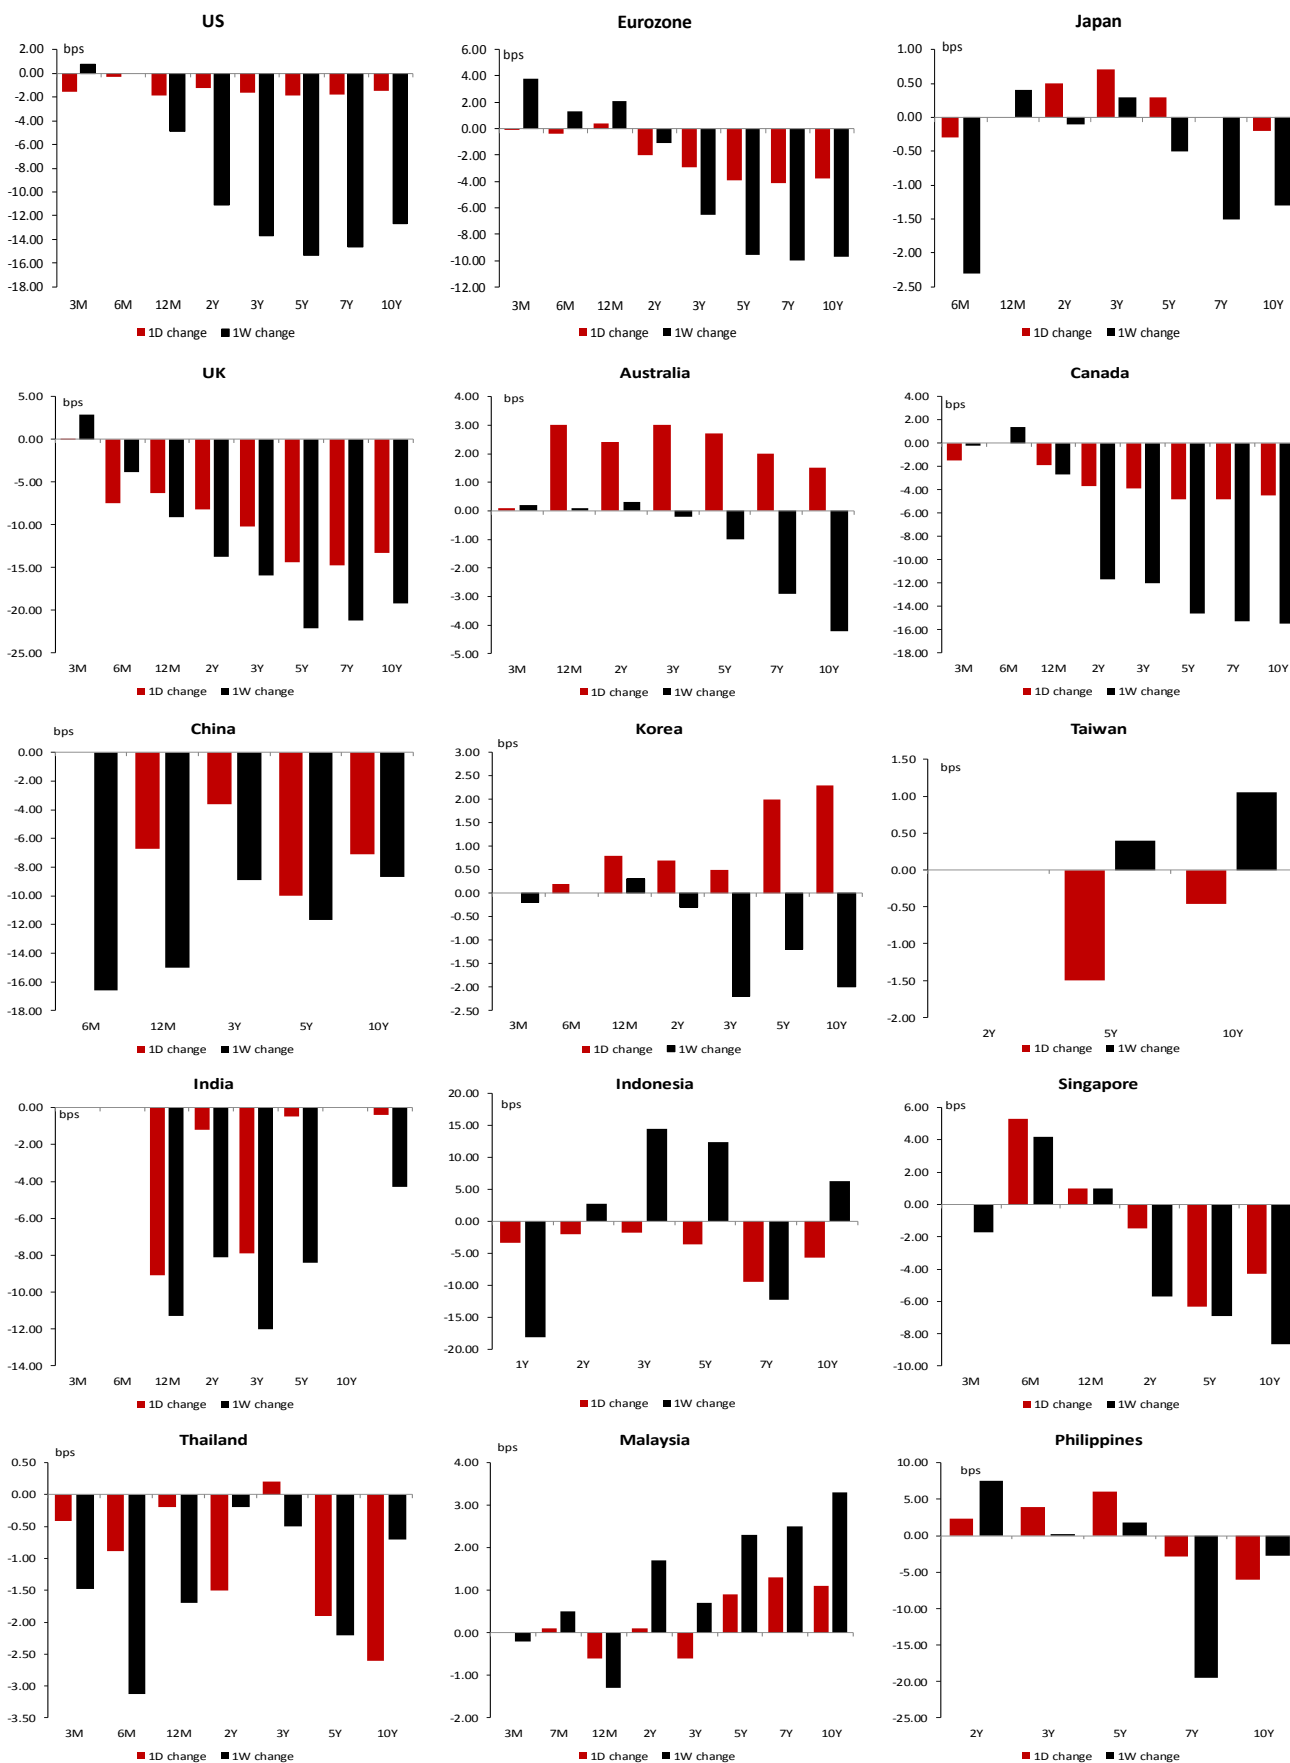 US
bps
2.00
0.00
-2.00
-4.00
-6.00
-8.00
-10.00
-12.00
-14.00
-16.00
-18.00
3M 6M 12M 2Y 3Y 5Y 7Y 10Y
1D change 1W change
Eurozone
bps
6.00
4.00
2.00
0.00
-2.00
-4.00
-6.00
-8.00
-10.00
-12.00
3M 6M 12M 2Y 3Y 5Y 7Y 10Y
1D change 1W change
Japan
bps
1.00
0.50
0.00
-0.50
-1.00
-1.50
-2.00
-2.50
6M 12M 2Y 3Y 5Y 7Y 10Y
1D change 1W change
UK
bps
5.00
0.00
-5.00
-10.00
-15.00
-20.00
-25.00
3M 6M 12M 2Y 3Y 5Y 7Y 10Y
1D change 1W change
Australia
bps
4.00
3.00
2.00
1.00
0.00
-1.00
-2.00
-3.00
-4.00
-5.00
3M 12M 2Y 3Y 5Y 7Y 10Y
1D change 1W change
Canada
bps
4.00
2.00
0.00
-2.00
-4.00
-6.00
-8.00
-10.00
-12.00
-14.00
-16.00
-18.00
3M 6M 12M 2Y 3Y 5Y 7Y 10Y
1D change 1W change
China
bps
0.00
-2.00
-4.00
-6.00
-8.00
-10.00
-12.00
-14.00
-16.00
-18.00
6M 12M 3Y 5Y 10Y
1D change 1W change
Korea
bps
3.00
2.50
2.00
1.50
1.00
0.50
0.00
-0.50
-1.00
-1.50
-2.00
-2.50
3M 6M 12M 2Y 3Y 5Y 10Y
1D change 1W change
Taiwan
bps
1.50
1.00
0.50
0.00
-0.50
-1.00
-1.50
-2.00
2Y 5Y 10Y
1D change 1W change
India
bps
0.00
-2.00
-4.00
-6.00
-8.00
-10.00
-12.00
-14.00
3M 6M 12M 2Y 3Y 5Y 10Y
1D change 1W change
Indonesia
bps
20.00
15.00
10.00
5.00
0.00
-5.00
-10.00
-15.00
-20.00
1Y 2Y 3Y 5Y 7Y 10Y
1D change 1W change
Singapore
bps
6.00
4.00
2.00
0.00
-2.00
-4.00
-6.00
-8.00
-10.00
3M 6M 12M 2Y 5Y 10Y
1D change 1W change
Thailand
bps
0.50
0.00
-0.50
-1.00
-1.50
-2.00
-2.50
-3.00
-3.50
3M 6M 12M 2Y 3Y 5Y 10Y
1D change 1W change
Malaysia
bps
4.00
3.00
2.00
1.00
0.00
-1.00
-2.00
3M 7M 12M 2Y 3Y 5Y 7Y 10Y
1D change 1W change
Philippines
bps
10.00
5.00
0.00
-5.00
-10.00
-15.00
-20.00
-25.00
2Y 3Y 5Y 7Y 10Y
1D change 1W change